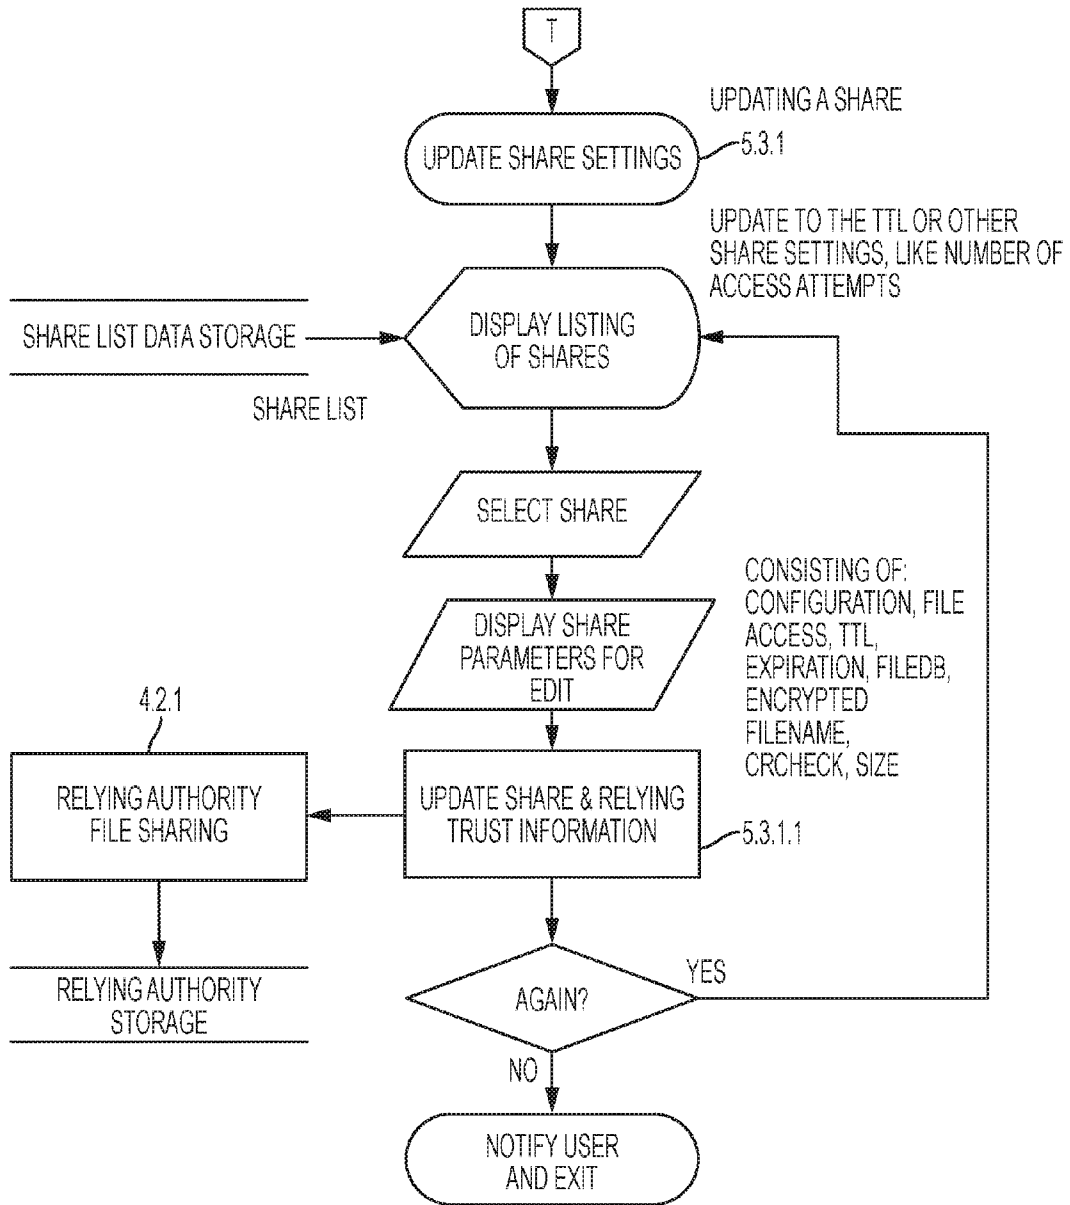 T
UPDATING A SHARE
UPDATE SHARE SETTINGS
5.3.1
UPDATE TO THE TTL OR OTHER
SHARE SETTINGS, LIKE NUMBER OF
ACCESS ATTEMPTS
SHARE LIST DATA STORAGE
DISPLAY LISTING
OF SHARES
SHARE LIST
SELECT SHARE
CONSISTING OF:
CONFIGURATION, FILE
ACCESS, TTL,
EXPIRATION, FILEDB,
ENCRYPTED
FILENAME,
CRCHECK, SIZE
DISPLAY SHARE
PARAMETERS FOR
EDIT
4.2.1
RELYING AUTHORITY
FILE SHARING
UPDATE SHARE & RELYING
TRUST INFORMATION
5.3.1.1
RELYING AUTHORITY
STORAGE
AGAIN?
YES
NO
NOTIFY USER
AND EXIT